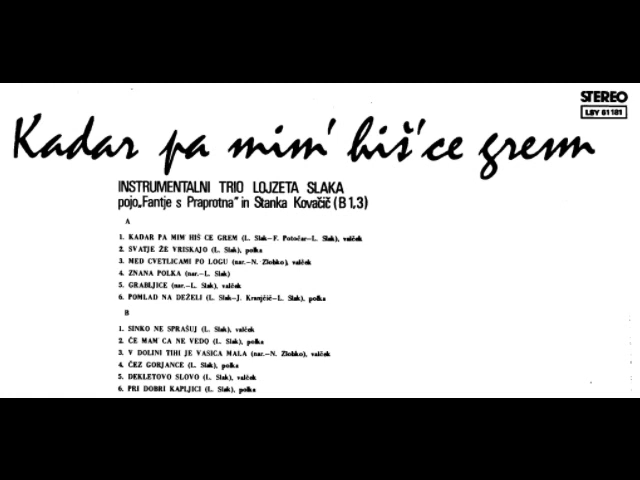 STEREO
LSY 61181
Kadar pa mim' hiš'ce grem
INSTRUMENTALNI TRIO LOJZETA SLAKA
pojo „Fantje s Praprotna" in Stanka Kovačič (B 1,3)
A
1. KADAR PA MIM HIŠ CE GREM (L. Slak—F. Potočar—L. Slak), valček
2. SVATJE ŽE VRISKAJO (L. Slak), polka
3. MED CVETLICAMI PO LOGU (nar.—N. Zlobko), valček
4. ZNANA POLKA (nar.—L. Slak)
5. GRABLJICE (nar.—L. Slak), valček
6. POMLAD NA DEŽELI (L. Slak—J. Kranjčič—L. Slak), polka
B
1. SINKO NE SPRAŠUJ (L. Slak), valček
2. ČE MAM CA NE VEDO (L. Slak), polka
3. V DOLINI TIHI JE VASICA MALA (nar.—N. Zlobko), valček
4. ČEZ GORJANCE (L. Slak), polka
5. DEKLETOVO SLOVO (L. Slak), valček
6. PRI DOBRI KAPLJICI (L. Slak), polka